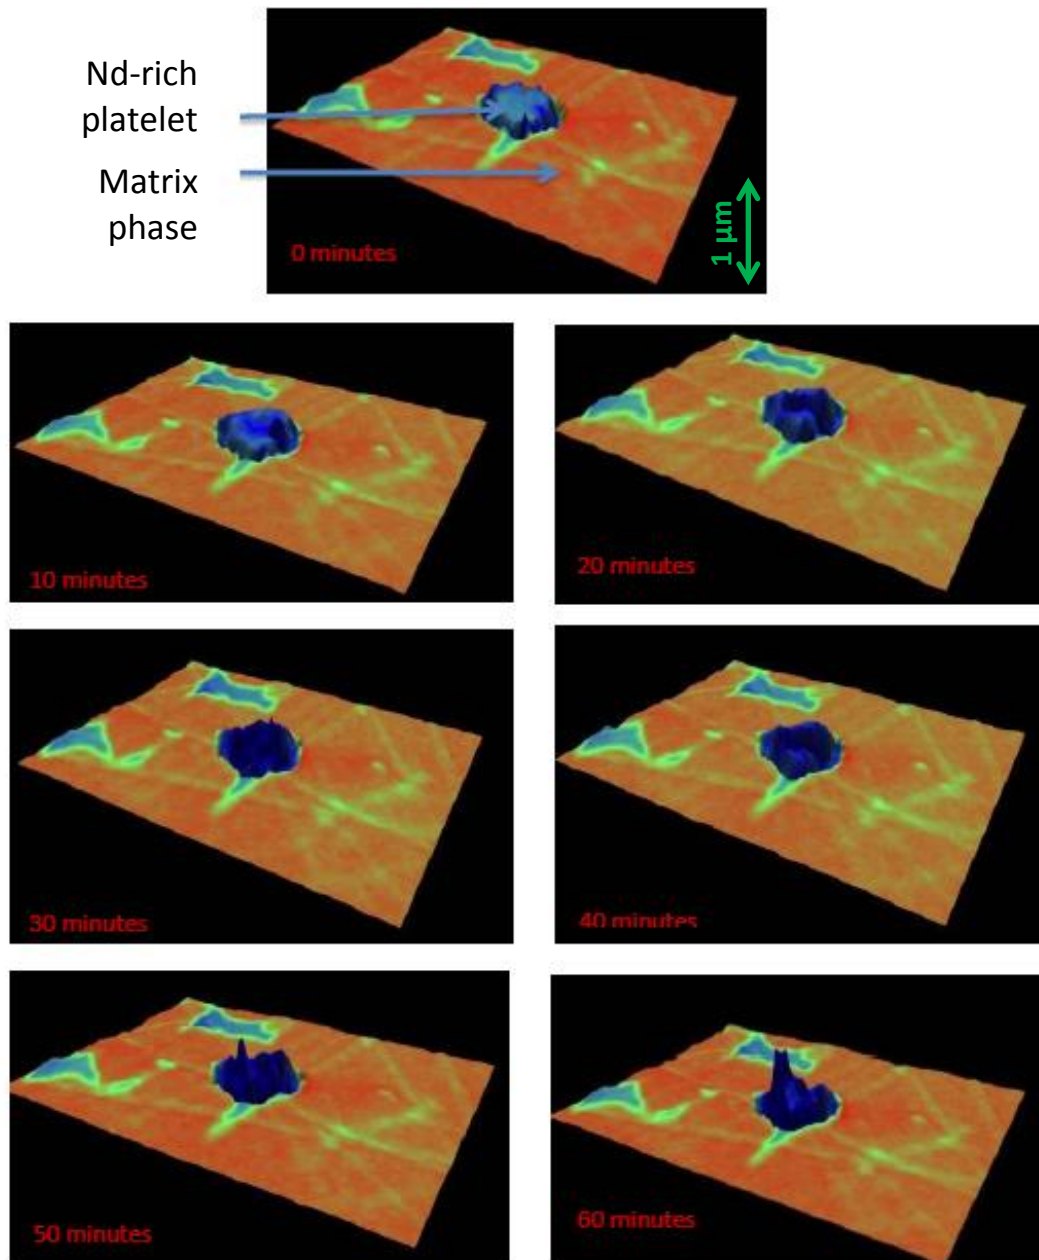 Nd-rich
platelet
Matrix
phase
0 minutes
1 µm
10 minutes
20 minutes
30 minutes
40 minutes
50 minutes
60 minutes